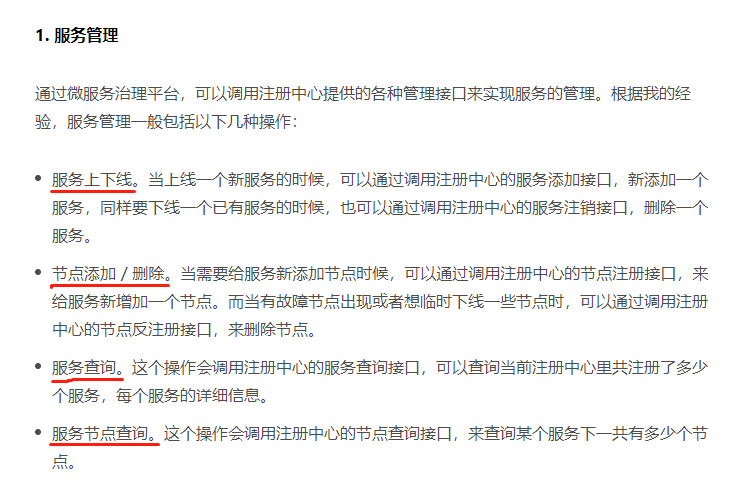 1. 服务管理
通过微服务治理平台，可以调用注册中心提供的各种管理接口来实现服务的管理。根据我的经
验，服务管理一般包括以下几种操作：
服务上下线。当上线一个新服务的时候，可以通过调用注册中心的服务添加接口，新添加一个
服务，同样要下线一个已有服务的时候，也可以通过调用注册中心的服务注销接口，删除一个
服务。
节点添加 / 删除。当需要给服务新添加节点时候，可以通过调用注册中心的节点注册接口，来
给服务新增加一个节点。而当有故障节点出现或者想临时下线一些节点时，可以通过调用注册
中心的节点反注册接口，来删除节点。
服务查询。这个操作会调用注册中心的服务查询接口，可以查询当前注册中心里共注册了多少
个服务，每个服务的详细信息。
服务节点查询。这个操作会调用注册中心的节点查询接口，来查询某个服务下一共有多少个节
点。